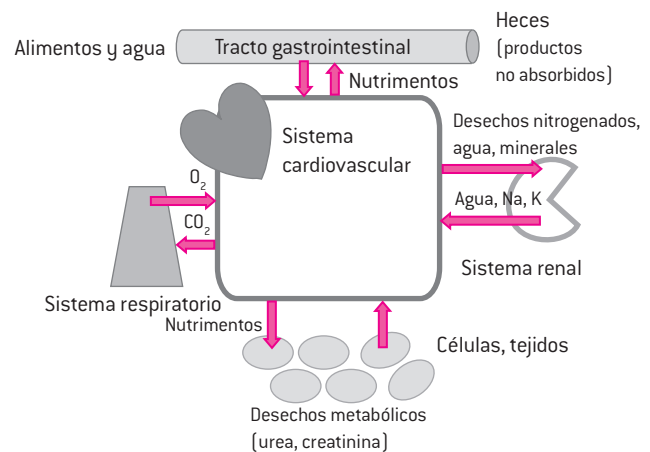 Alimentos y agua
Tracto gastrointestinal
Heces
(productos
no absorbidos)
Nutrimentos
Sistema
cardiovascular
Desechos nitrogenados,
agua, minerales
O2
CO2
Agua, Na, K
Sistema renal
Sistema respiratorio
Nutrimentos
Células, tejidos
Desechos metabólicos
(urea, creatinina)